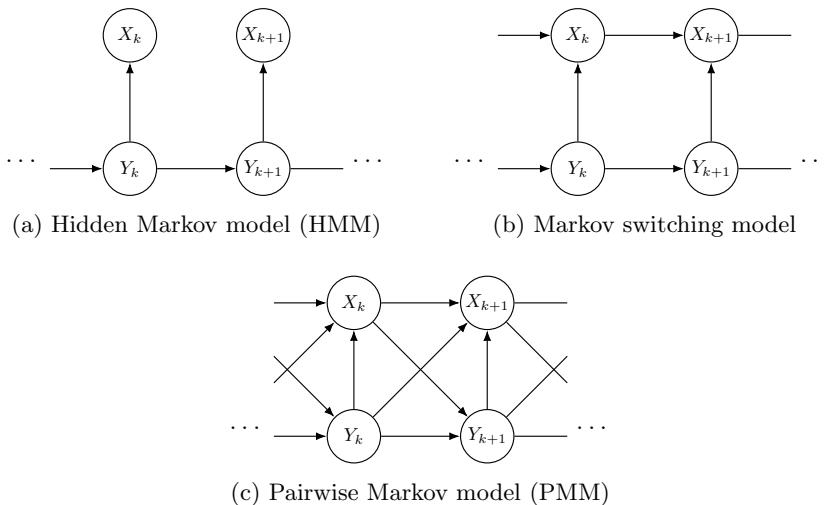 X_k X_{k+1}
X_k X_{k+1}
... Y_k Y_{k+1} ...
... Y_k Y_{k+1} ..
(a) Hidden Markov model (HMM)
(b) Markov switching model
X_k X_{k+1}
... Y_k Y_{k+1} ...
(c) Pairwise Markov model (PMM)